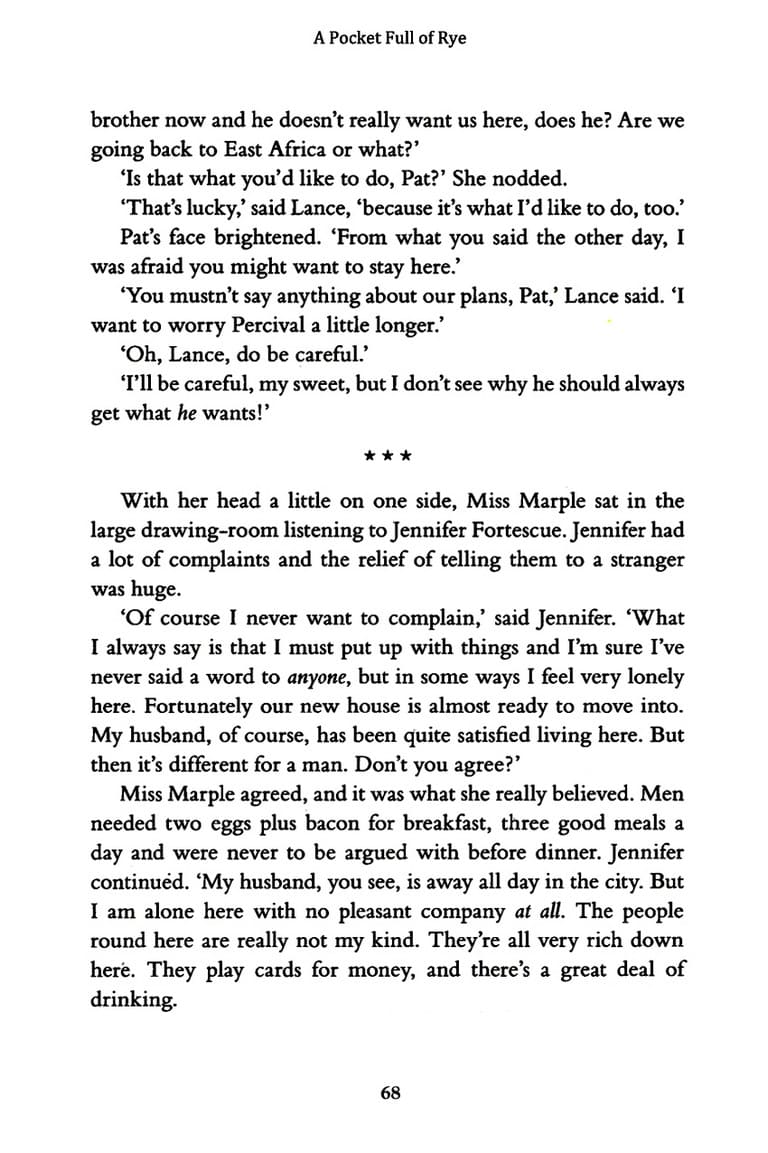 A Pocket Full of Rye
brother now and he doesn't really want us here, does he? Are we
going back to East Africa or what?'
'Is that what you'd like to do, Pat?' She nodded.
'That's lucky,' said Lance, 'because it's what I'd like to do, too.'
Pat's face brightened. 'From what you said the other day, I
was afraid you might want to stay here.'
'You mustn't say anything about our plans, Pat,' Lance said. 'I
want to worry Percival a little longer.'
'Oh, Lance, do be careful.'
'I'll be careful, my sweet, but I don't see why he should always
get what he wants!'
★ ★ ★
With her head a little on one side, Miss Marple sat in the
large drawing-room listening to Jennifer Fortescue. Jennifer had
a lot of complaints and the relief of telling them to a stranger
was huge.
'Of course I never want to complain,' said Jennifer. 'What
I always say is that I must put up with things and I'm sure I've
never said a word to anyone, but in some ways I feel very lonely
here. Fortunately our new house is almost ready to move into.
My husband, of course, has been quite satisfied living here. But
then it's different for a man. Don't you agree?'
Miss Marple agreed, and it was what she really believed. Men
needed two eggs plus bacon for breakfast, three good meals a
day and were never to be argued with before dinner. Jennifer
continued. 'My husband, you see, is away all day in the city. But
I am alone here with no pleasant company at all. The people
round here are really not my kind. They're all very rich down
here. They play cards for money, and there's a great deal of
drinking.
68